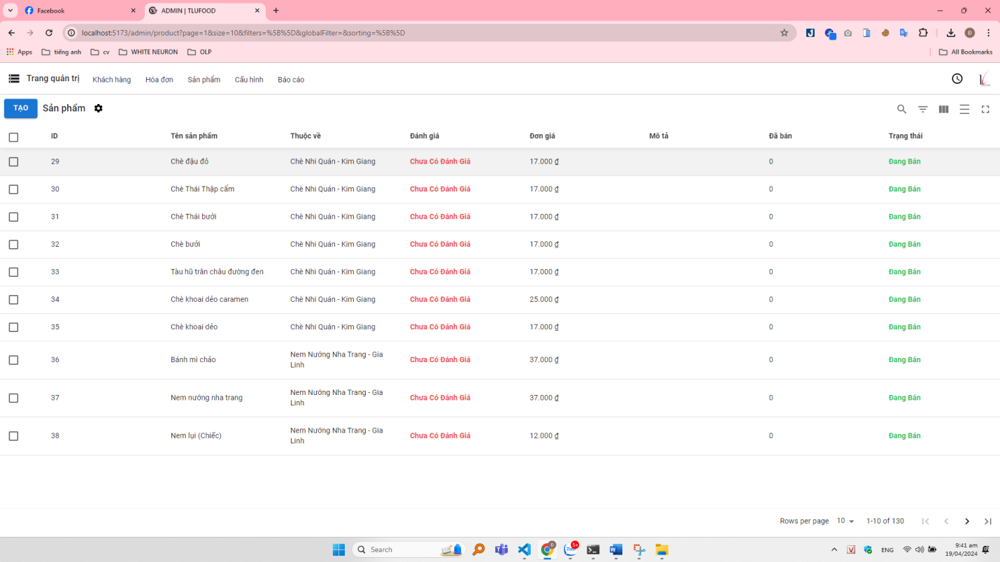 Facebook
ADMIN | TLUFOOD
localhost:5173/admin/product?page=1&size=10&filters=%5B%5D&globalFilter=&sorting=%5B%5D
Apps tiếng anh cv WHITE NEURON OLP All Bookmarks
Trang quản trị Khách hàng Hóa đơn Sản phẩm Cấu hình Báo cáo
TẠO Sản phẩm
ID Tên sản phẩm Thuộc về Đánh giá Đơn giá Mô tả Đã bán Trạng thái
29 Chè đậu đỏ Chè Nhi Quán - Kim Giang Chưa Có Đánh Giá 17.000 ₫ 0 Đang Bán
30 Chè Thái Thập cẩm Chè Nhi Quán - Kim Giang Chưa Có Đánh Giá 17.000 ₫ 0 Đang Bán
31 Chè Thái bưởi Chè Nhi Quán - Kim Giang Chưa Có Đánh Giá 17.000 ₫ 0 Đang Bán
32 Chè bưởi Chè Nhi Quán - Kim Giang Chưa Có Đánh Giá 17.000 ₫ 0 Đang Bán
33 Tàu hũ trân châu đường đen Chè Nhi Quán - Kim Giang Chưa Có Đánh Giá 17.000 ₫ 0 Đang Bán
34 Chè khoai dẻo caramen Chè Nhi Quán - Kim Giang Chưa Có Đánh Giá 25.000 ₫ 0 Đang Bán
35 Chè khoai dẻo Chè Nhi Quán - Kim Giang Chưa Có Đánh Giá 17.000 ₫ 0 Đang Bán
36 Bánh mì chảo Nem Nướng Nha Trang - Gia Linh Chưa Có Đánh Giá 37.000 ₫ 0 Đang Bán
37 Nem nướng nha trang Nem Nướng Nha Trang - Gia Linh Chưa Có Đánh Giá 37.000 ₫ 0 Đang Bán
38 Nem lụi (Chiếc) Nem Nướng Nha Trang - Gia Linh Chưa Có Đánh Giá 12.000 ₫ 0 Đang Bán
Rows per page 10 1-10 of 130
Search 5+ ENG 9:41 am
19/04/2024